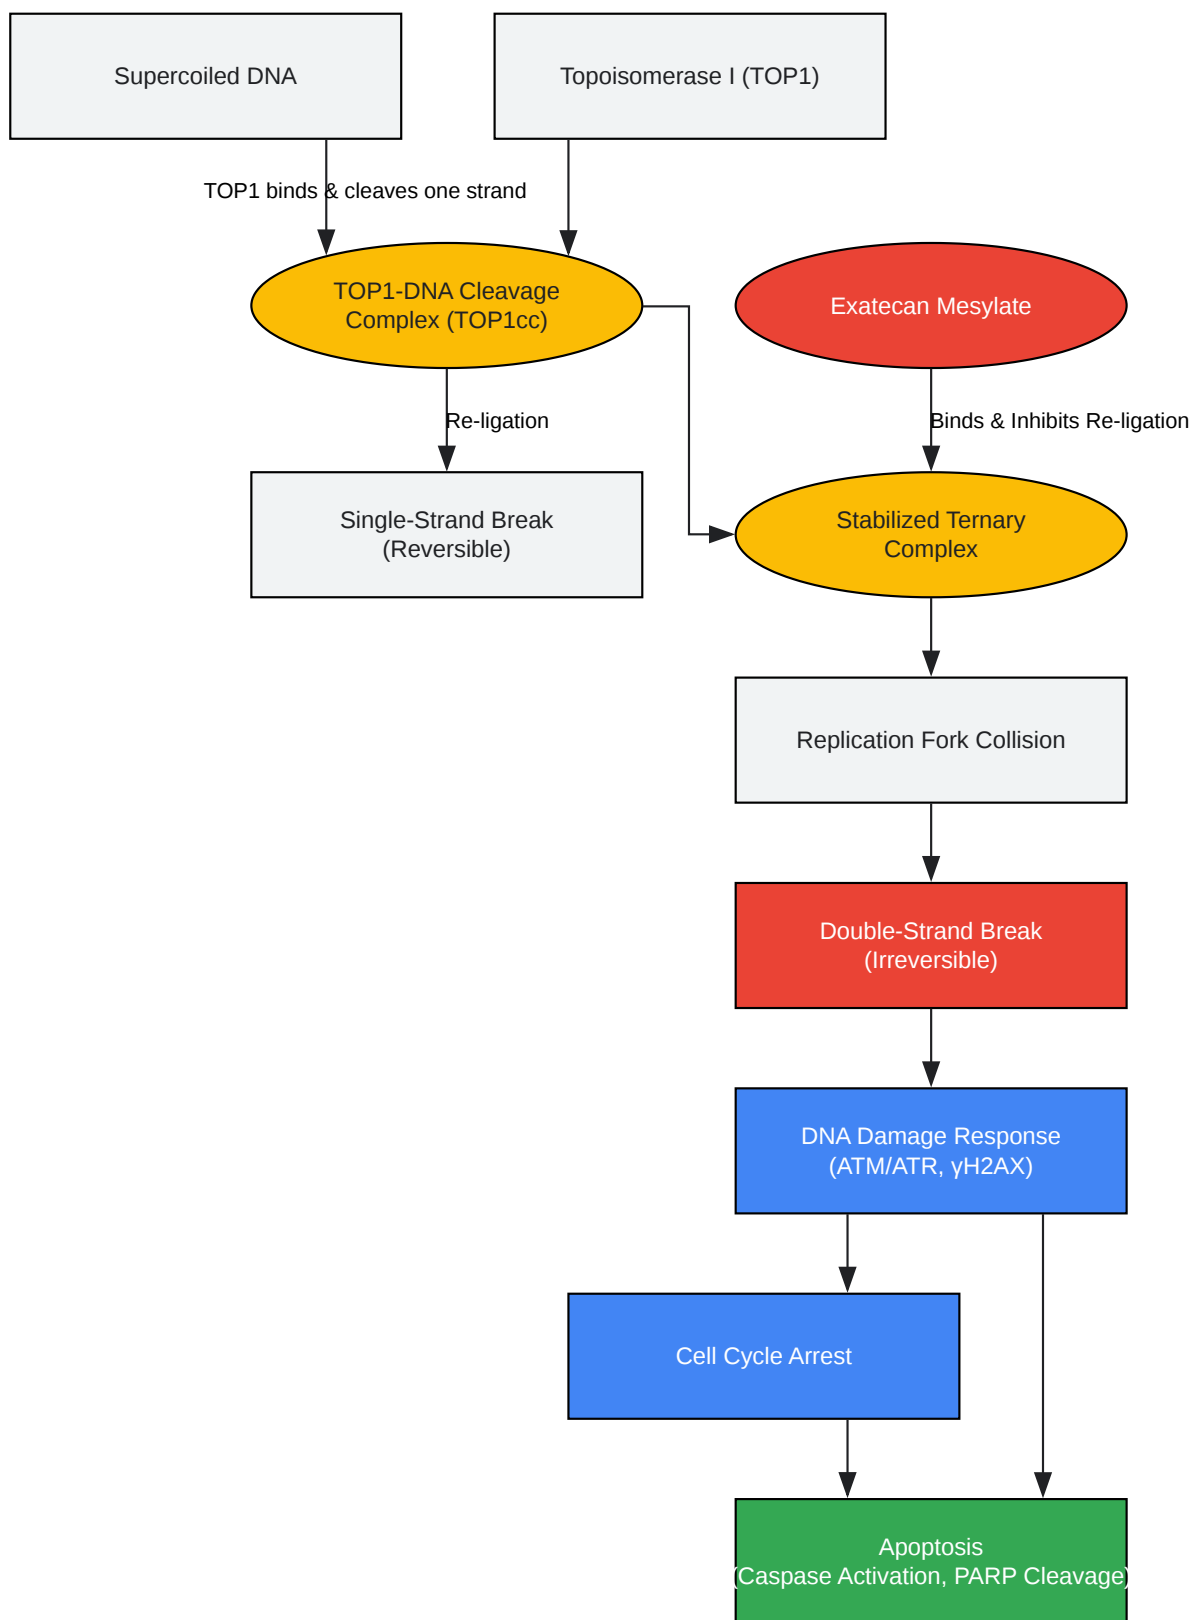 Supercoiled DNA
Topoisomerase I (TOP1)
TOP1 binds & cleaves one strand
TOP1-DNA Cleavage
Complex (TOP1cc)
Exatecan Mesylate
Re-ligation
Binds & Inhibits Re-ligation
Single-Strand Break
(Reversible)
Stabilized Ternary
Complex
Replication Fork Collision
Double-Strand Break
(Irreversible)
DNA Damage Response
(ATM/ATR, γH2AX)
Cell Cycle Arrest
Apoptosis
(Caspase Activation, PARP Cleavage)